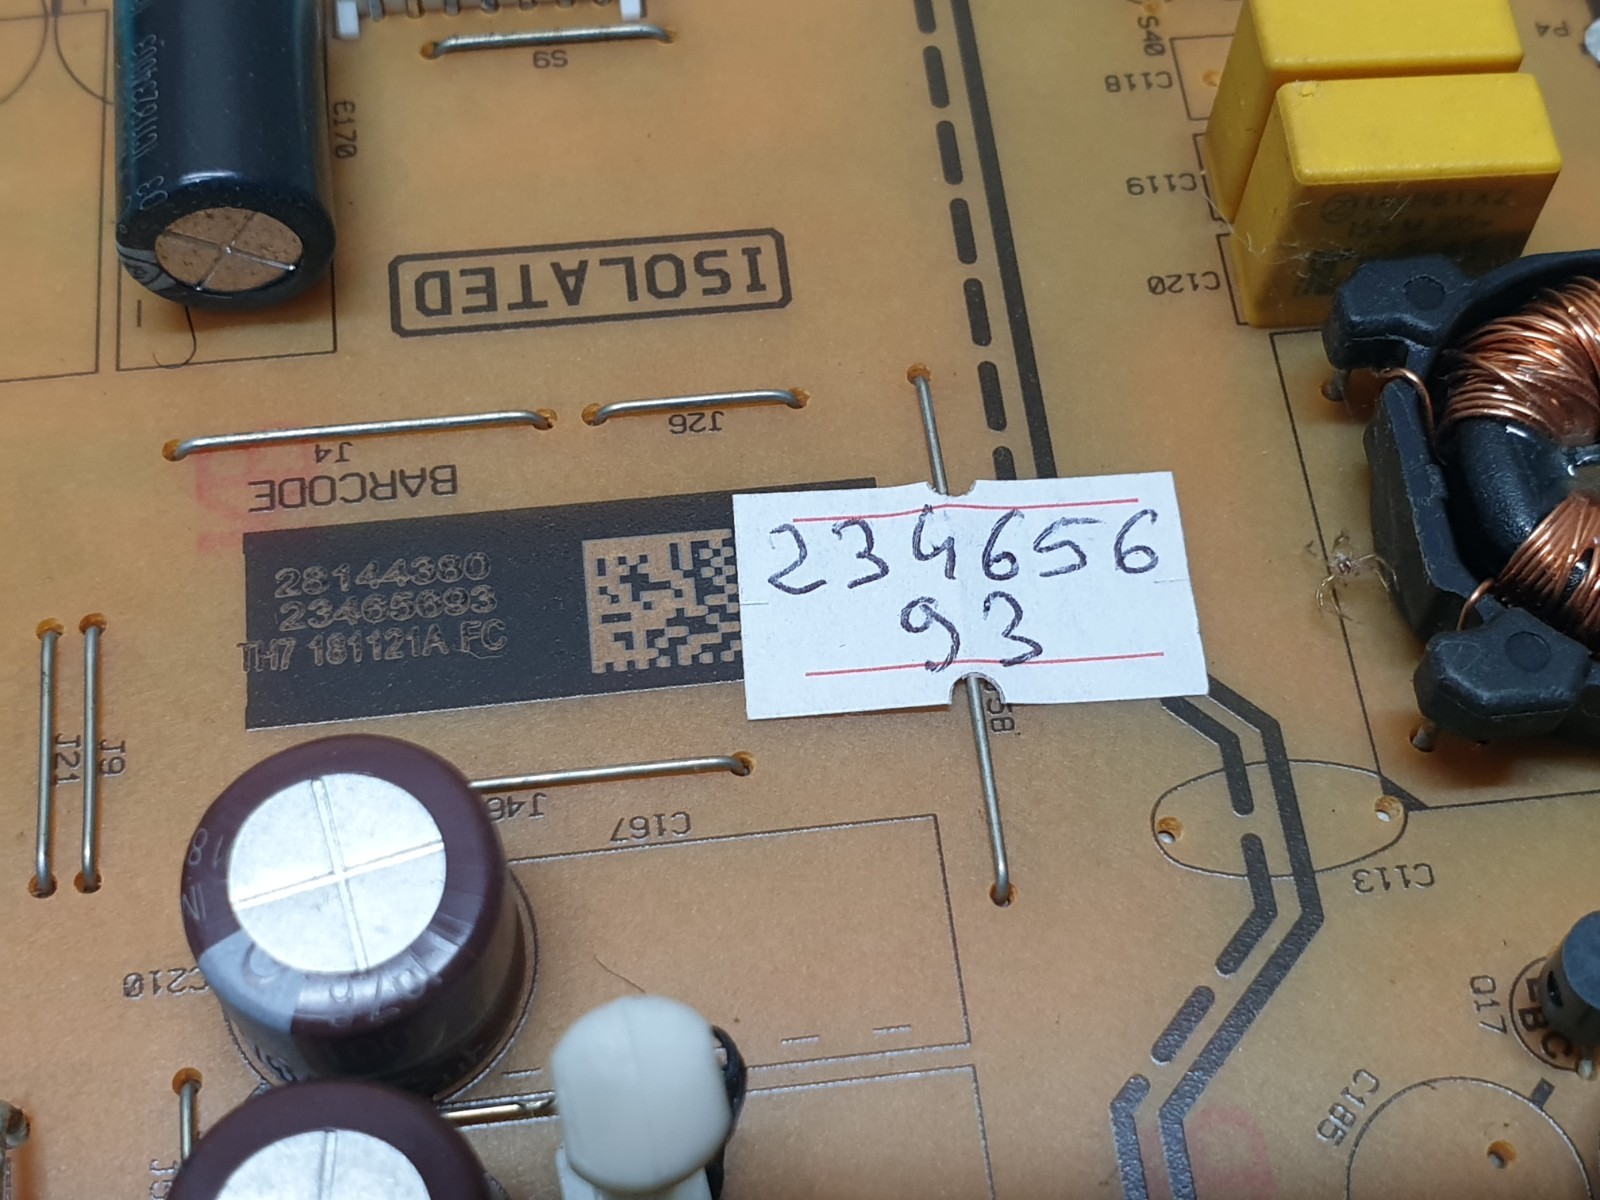 S9
S40
P4
C118
E170
C119
C120
ISOLATED
J26
J4
BARCODE
28144380
23465693
TH7 181121A FC
234656
93
J21
J9
J46
C167
C113
C210
Q17
C185